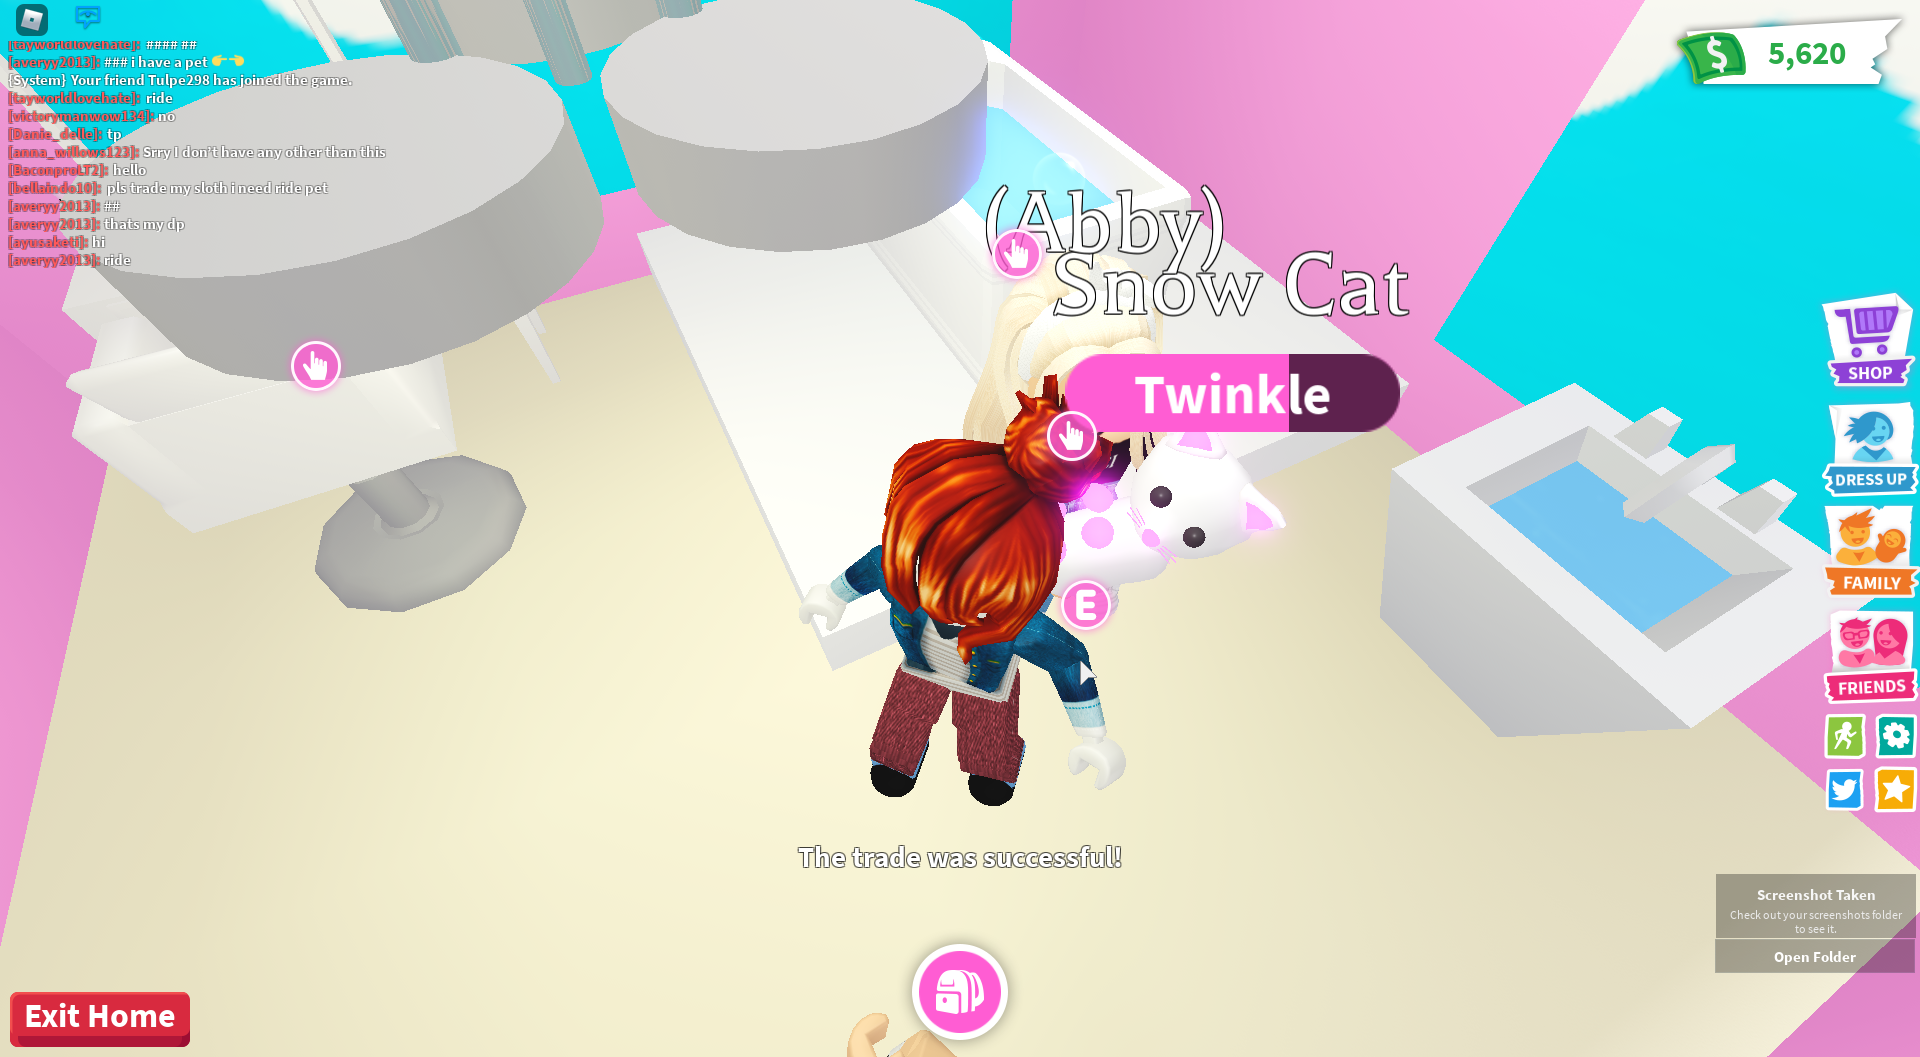 [tayworldlovehate]: #### ##
[averyy2013]: ### i have a pet 👉👈
{System} Your friend Tulpe298 has joined the game.
[tayworldlovehate]: ride
[victorymanwow134]: no
[Danie_delle]: tp
[anna_willows123]: Srry I don't have any other than this
[BaconproLT2]: hello
[bellaindo10]: pls trade my sloth i need ride pet
[averyy2013]: ##
[averyy2013]: thats my dp
[ayusaketi]: hi
[averyy2013]: ride
5,620
(Abby)
Snow Cat
Twinkle
E
SHOP
DRESS UP
FAMILY
FRIENDS
The trade was successful!
Screenshot Taken
Check out your screenshots folder
to see it.
Open Folder
Exit Home